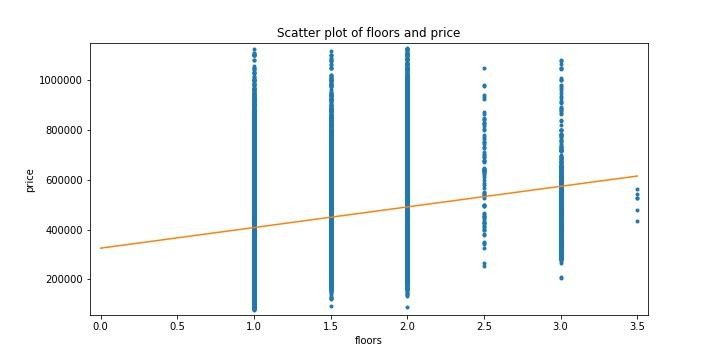 Scatter plot of floors and price
1000000
800000
600000
400000
200000
price
0.0 0.5 1.0 1.5 2.0 2.5 3.0 3.5
floors